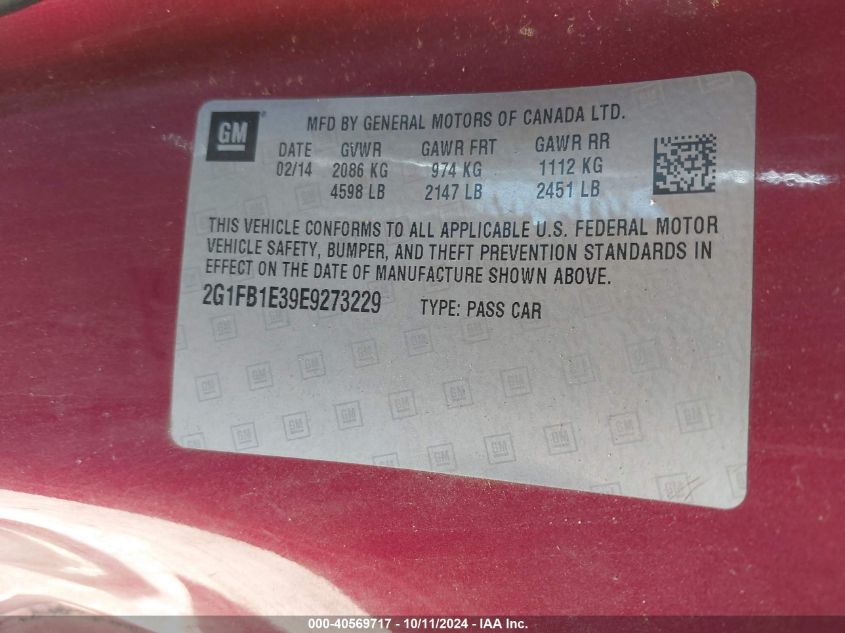 GM
MFD BY GENERAL MOTORS OF CANADA LTD.
DATE GVWR GAWR FRT GAWR RR
02/14 2086 KG 974 KG 1112 KG
4598 LB 2147 LB 2451 LB
THIS VEHICLE CONFORMS TO ALL APPLICABLE U.S. FEDERAL MOTOR
VEHICLE SAFETY, BUMPER, AND THEFT PREVENTION STANDARDS IN
EFFECT ON THE DATE OF MANUFACTURE SHOWN ABOVE.
2G1FB1E39E9273229 TYPE: PASS CAR
000-40569717 - 10/11/2024 - IAA Inc.